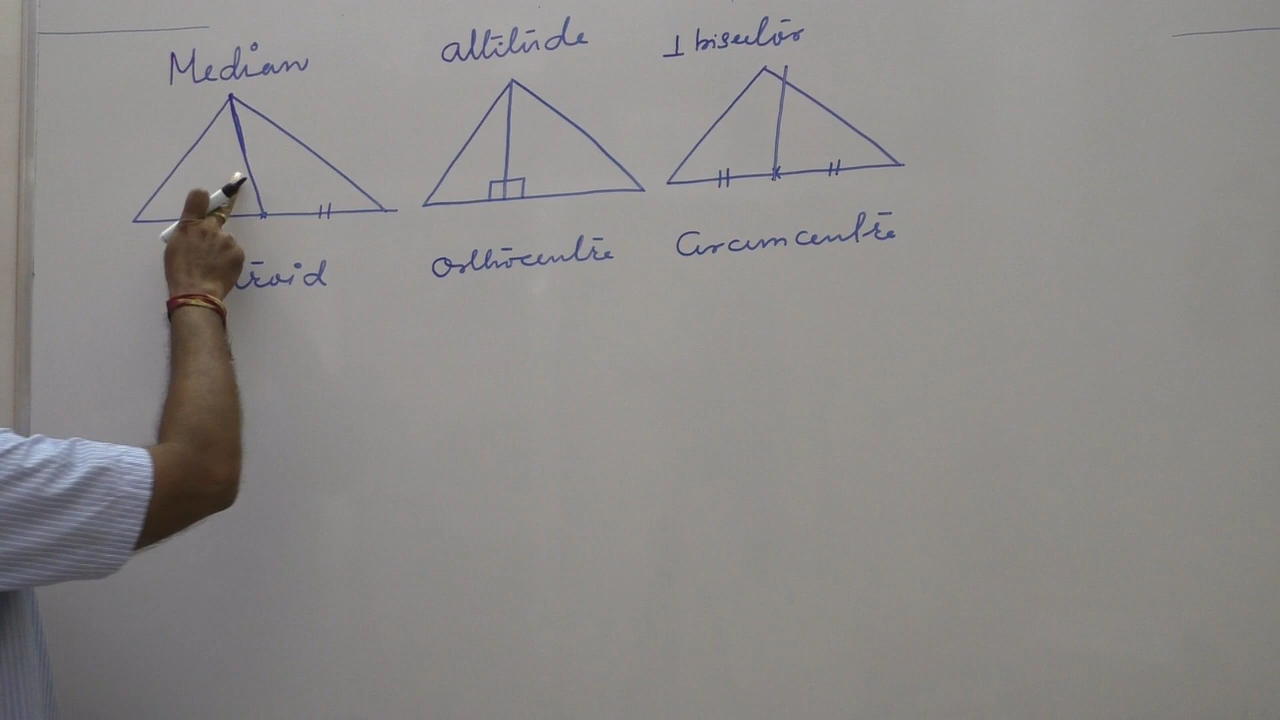 Median
altitude
⊥ bisector
troid
Orthocentre
Circumcentre